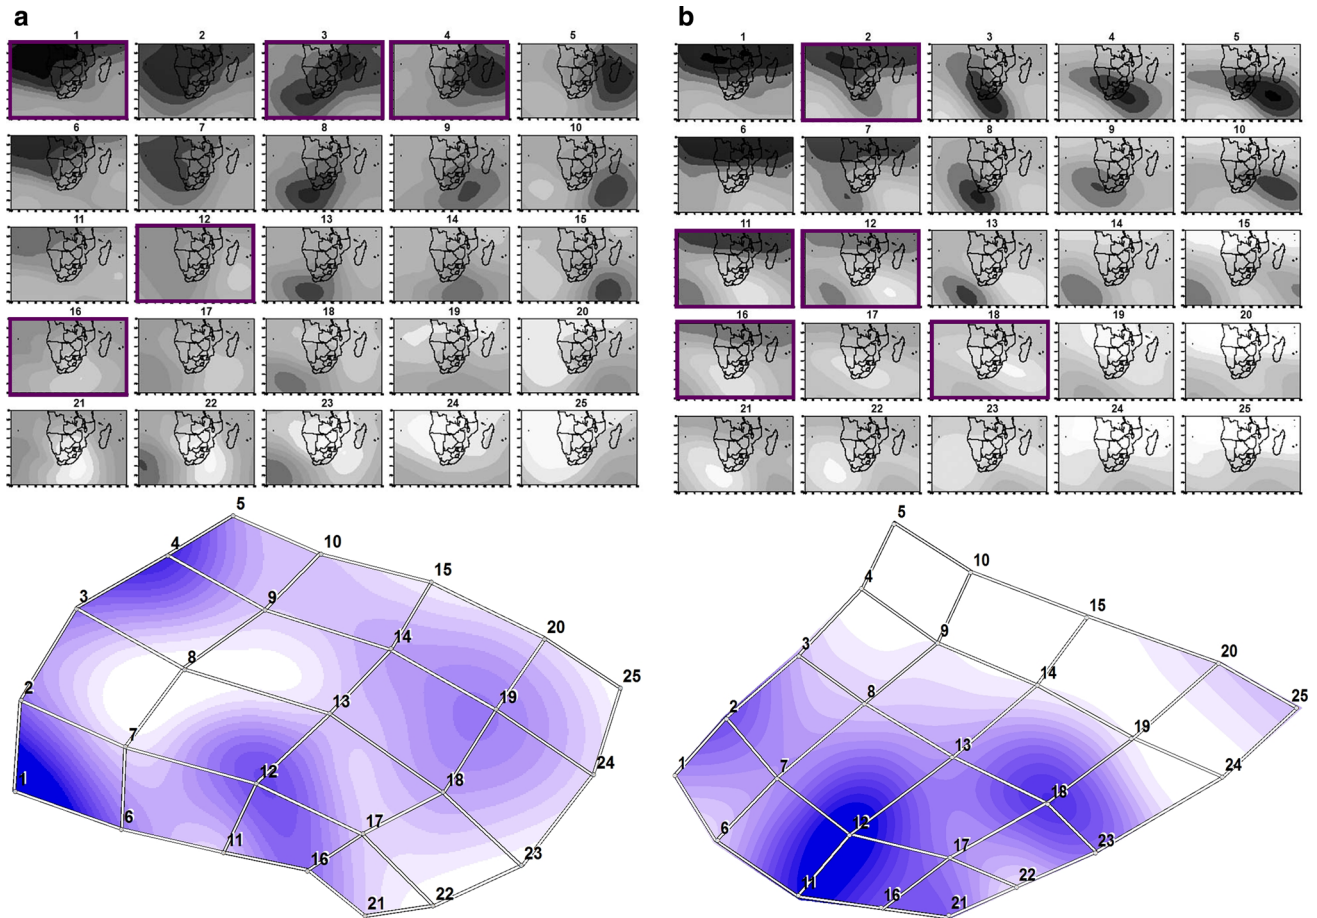 a
1 2 3 4 5
6 7 8 9 10
11 12 13 14 15
16 17 18 19 20
21 22 23 24 25
5
4 10
3 9 15
8 14 20
2 13 19 25
7
1 12 18 24
6 11 17
16 23
21 22
b
1 2 3 4 5
6 7 8 9 10
11 12 13 14 15
16 17 18 19 20
21 22 23 24 25
5
4 10
3 9 15
2 8 14 20
1 7 13 19 25
6 12 18 24
11 17 23
16 21 22